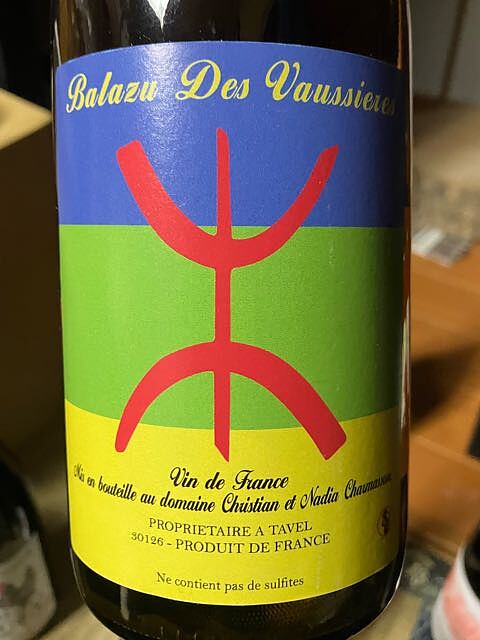 Balazu Des Vaussieres
Vin de France
Mis en bouteille au domaine Christian et Nadia Charmasson
PROPRIETAIRE A TAVEL
30126 - PRODUIT DE FRANCE
Ne contient pas de sulfites